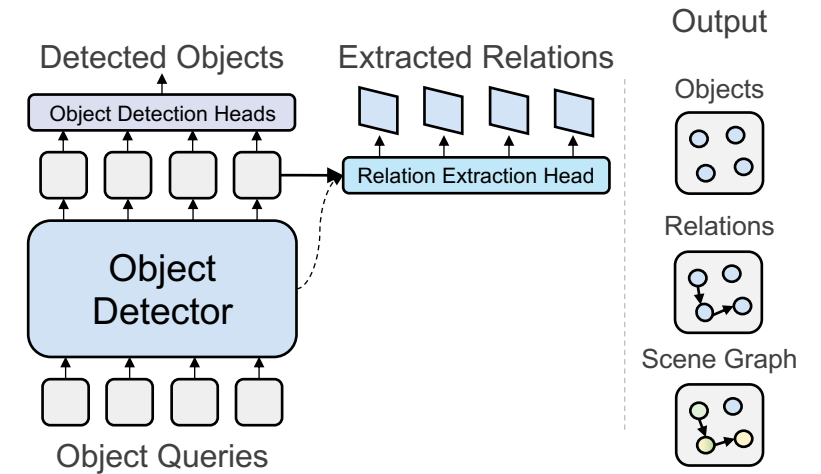 Output
Detected Objects
Extracted Relations
Object Detection Heads
Relation Extraction Head
Object
Detector
Object Queries
Objects
Relations
Scene Graph